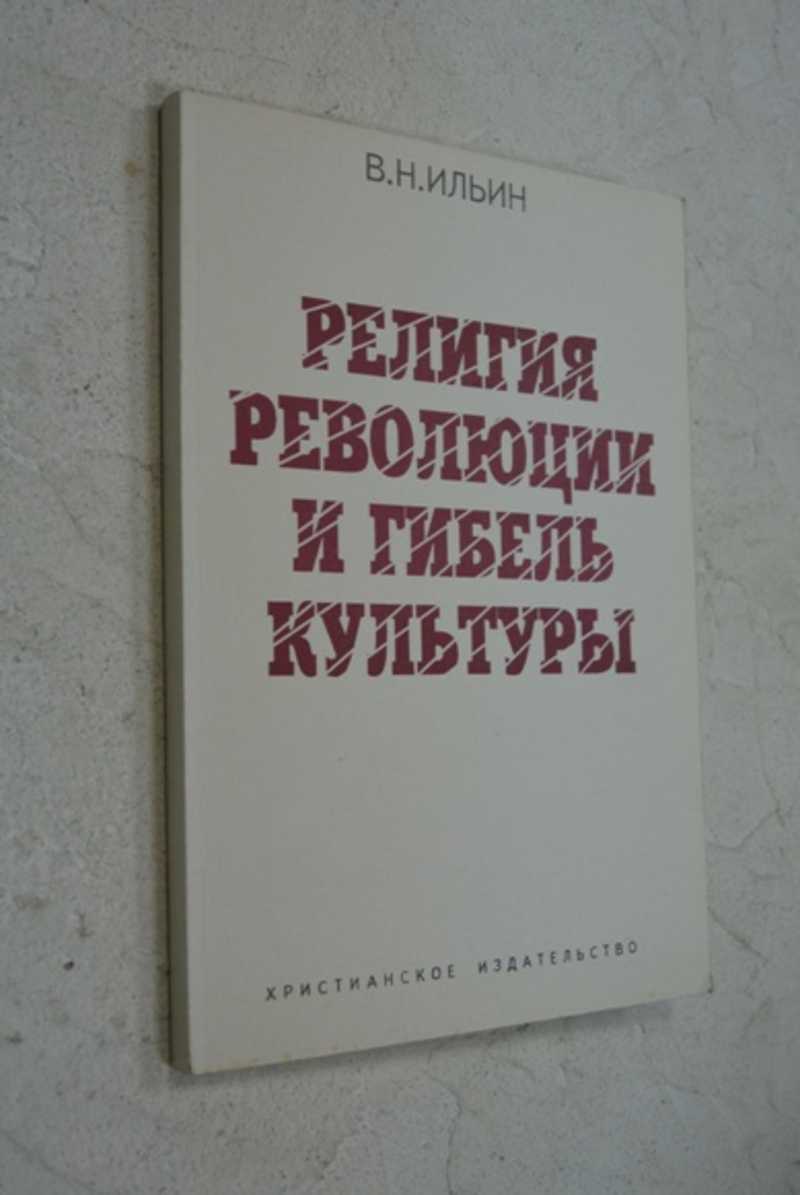 В.Н.ИЛЬИН
РЕЛИГИЯ
РЕВОЛЮЦИИ
И ГИБЕЛЬ
КУЛЬТУРЫ
ХРИСТИАНСКОЕ ИЗДАТЕЛЬСТВО